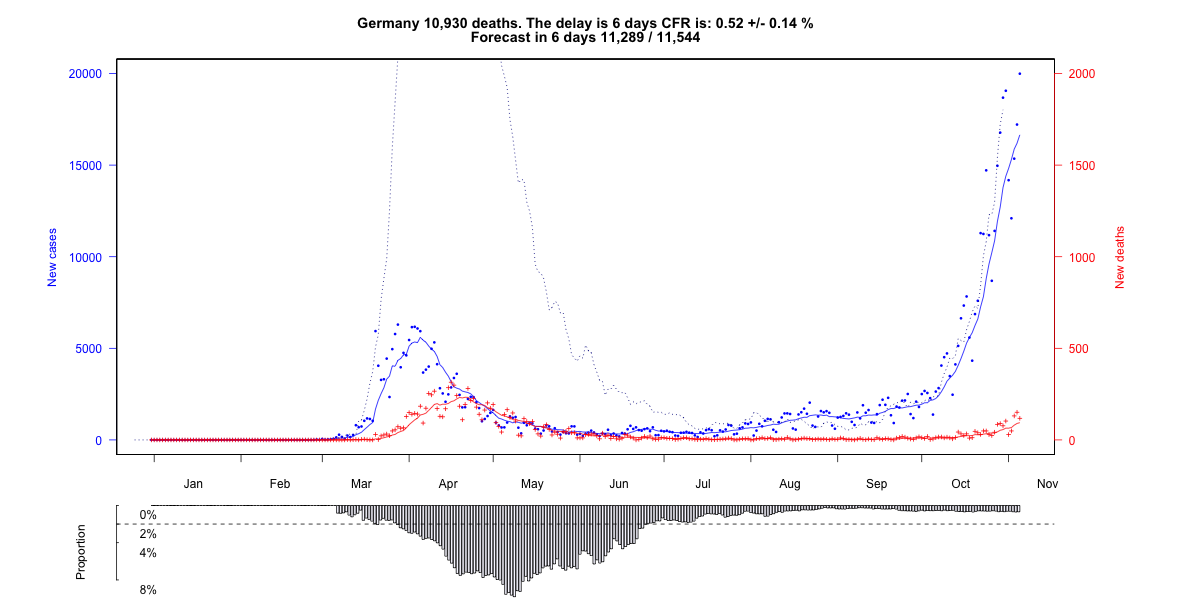 Germany 10,930 deaths. The delay is 6 days CFR is: 0.52 +/- 0.14 %
Forecast in 6 days 11,289 / 11,544
20000
15000
10000
5000
0
New cases
2000
1500
1000
500
0
New deaths
Jan Feb Mar Apr May Jun Jul Aug Sep Oct Nov
Proportion
0%
2%
4%
8%